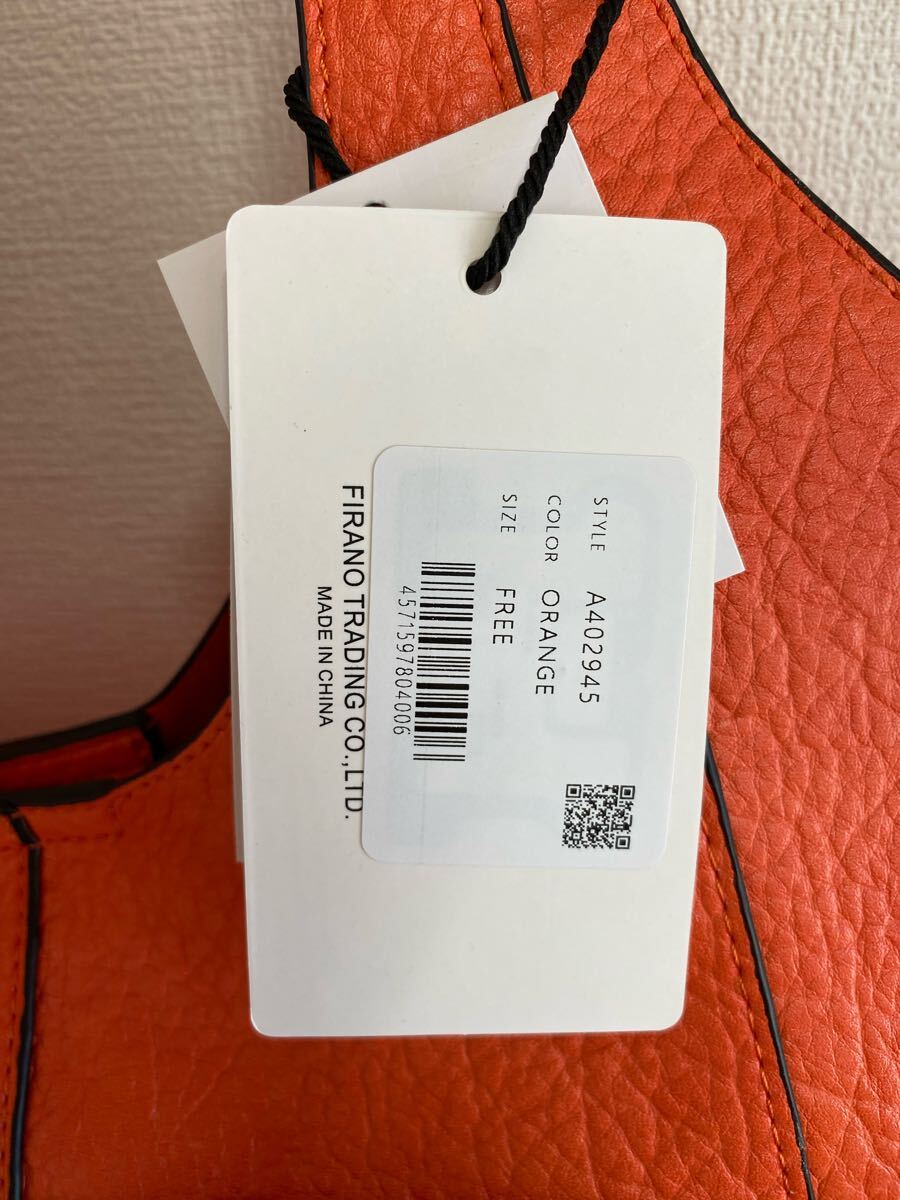 STYLE A402945
COLOR ORANGE
SIZE FREE
4571597804006
FIRANO TRADING CO.,LTD.
MADE IN CHINA